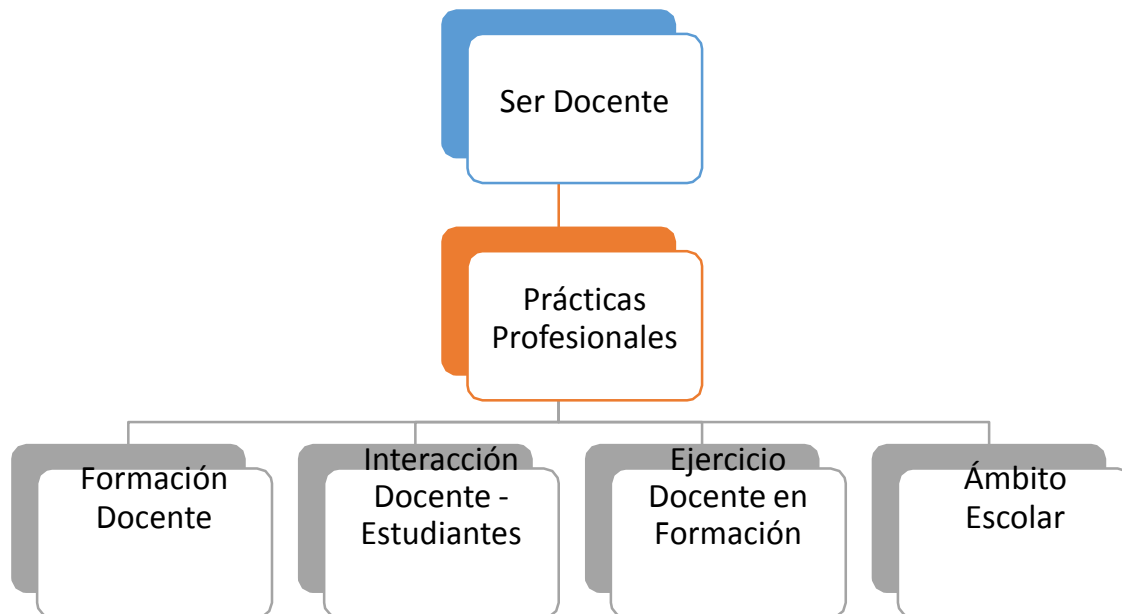 Ser Docente
Prácticas
Profesionales
Formación
Docente
Interacción
Docente -
Estudiantes
Ejercicio
Docente en
Formación
Ámbito
Escolar